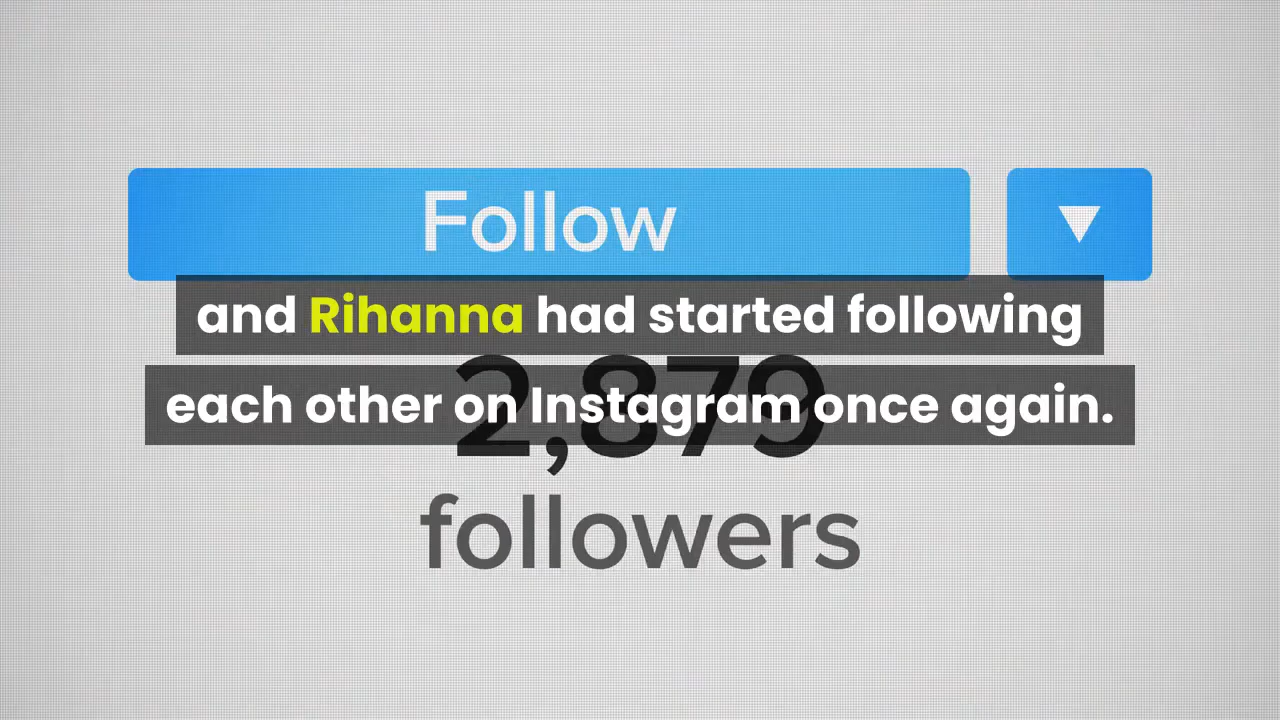 Follow ▼
and Rihanna had started following
each other on Instagram once again.
2,879
followers